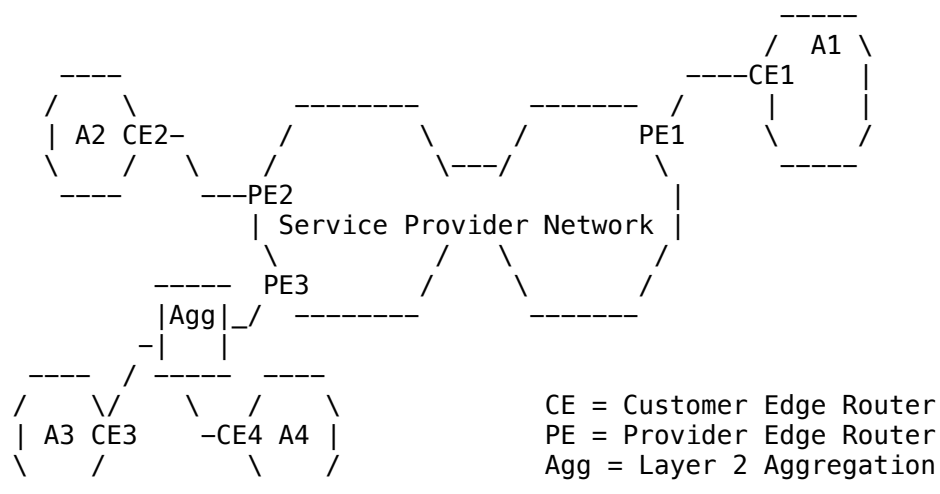 A1
CE1
A2 CE2
PE1
PE2
Service Provider Network
PE3
Agg
CE = Customer Edge Router
A3 CE3 CE4 A4 PE = Provider Edge Router
Agg = Layer 2 Aggregation